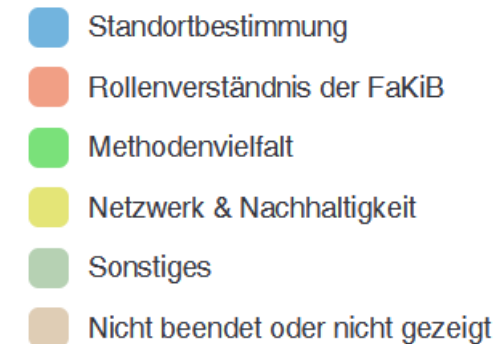 Standortbestimmung
Rollenverständnis der FaKiB
Methodenvielfalt
Netzwerk & Nachhaltigkeit
Sonstiges
Nicht beendet oder nicht gezeigt